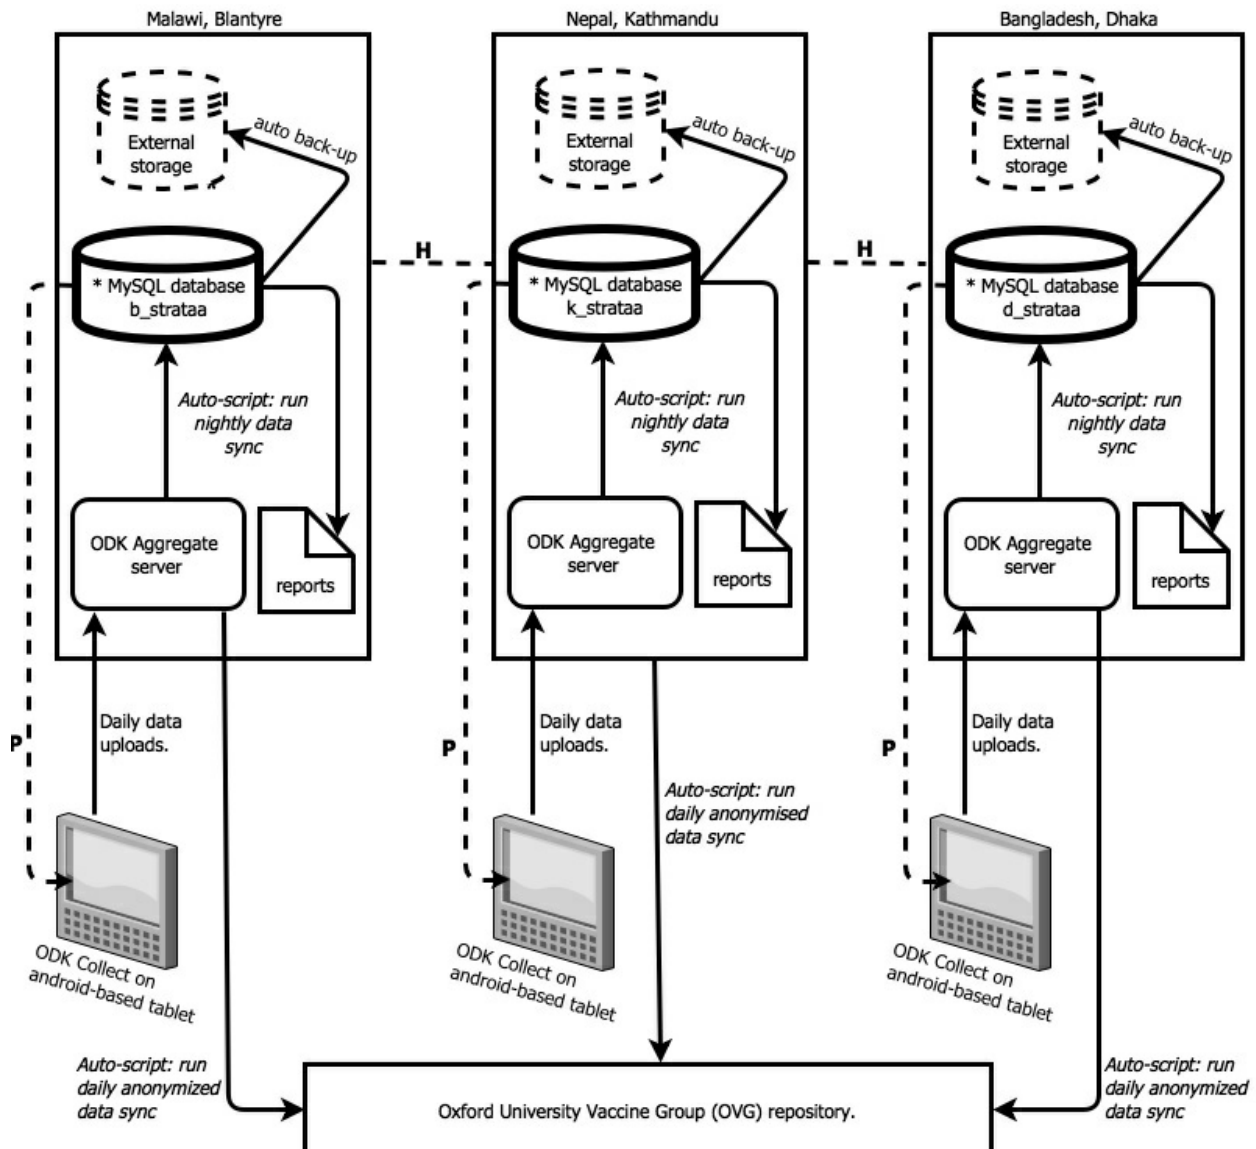 Malawi, Blantyre
Nepal, Kathmandu
Bangladesh, Dhaka
External
storage
auto back-up
External
storage
auto back-up
External
storage
auto back-up
H
H
* MySQL database
b_strataa
* MySQL database
k_strataa
* MySQL database
d_strataa
Auto-script: run
nightly data
sync
Auto-script: run
nightly data
sync
Auto-script: run
nightly data
sync
ODK Aggregate
server
reports
ODK Aggregate
server
reports
ODK Aggregate
server
reports
P
Daily data
uploads.
P
Daily data
uploads.
P
Daily data
uploads.
Auto-script: run
daily anonymised
data sync
ODK Collect on
android-based tablet
ODK Collect on
android-based tablet
ODK Collect on
android-based tablet
Auto-script: run
daily anonymized
data sync
Auto-script: run
daily anonymized
data sync
Oxford University Vaccine Group (OVG) repository.